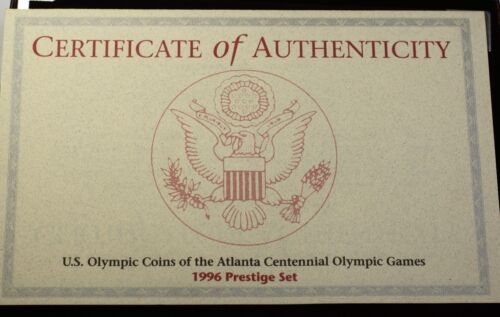 CERTIFICATE of AUTHENTICITY
U.S. Olympic Coins of the Atlanta Centennial Olympic Games
1996 Prestige Set